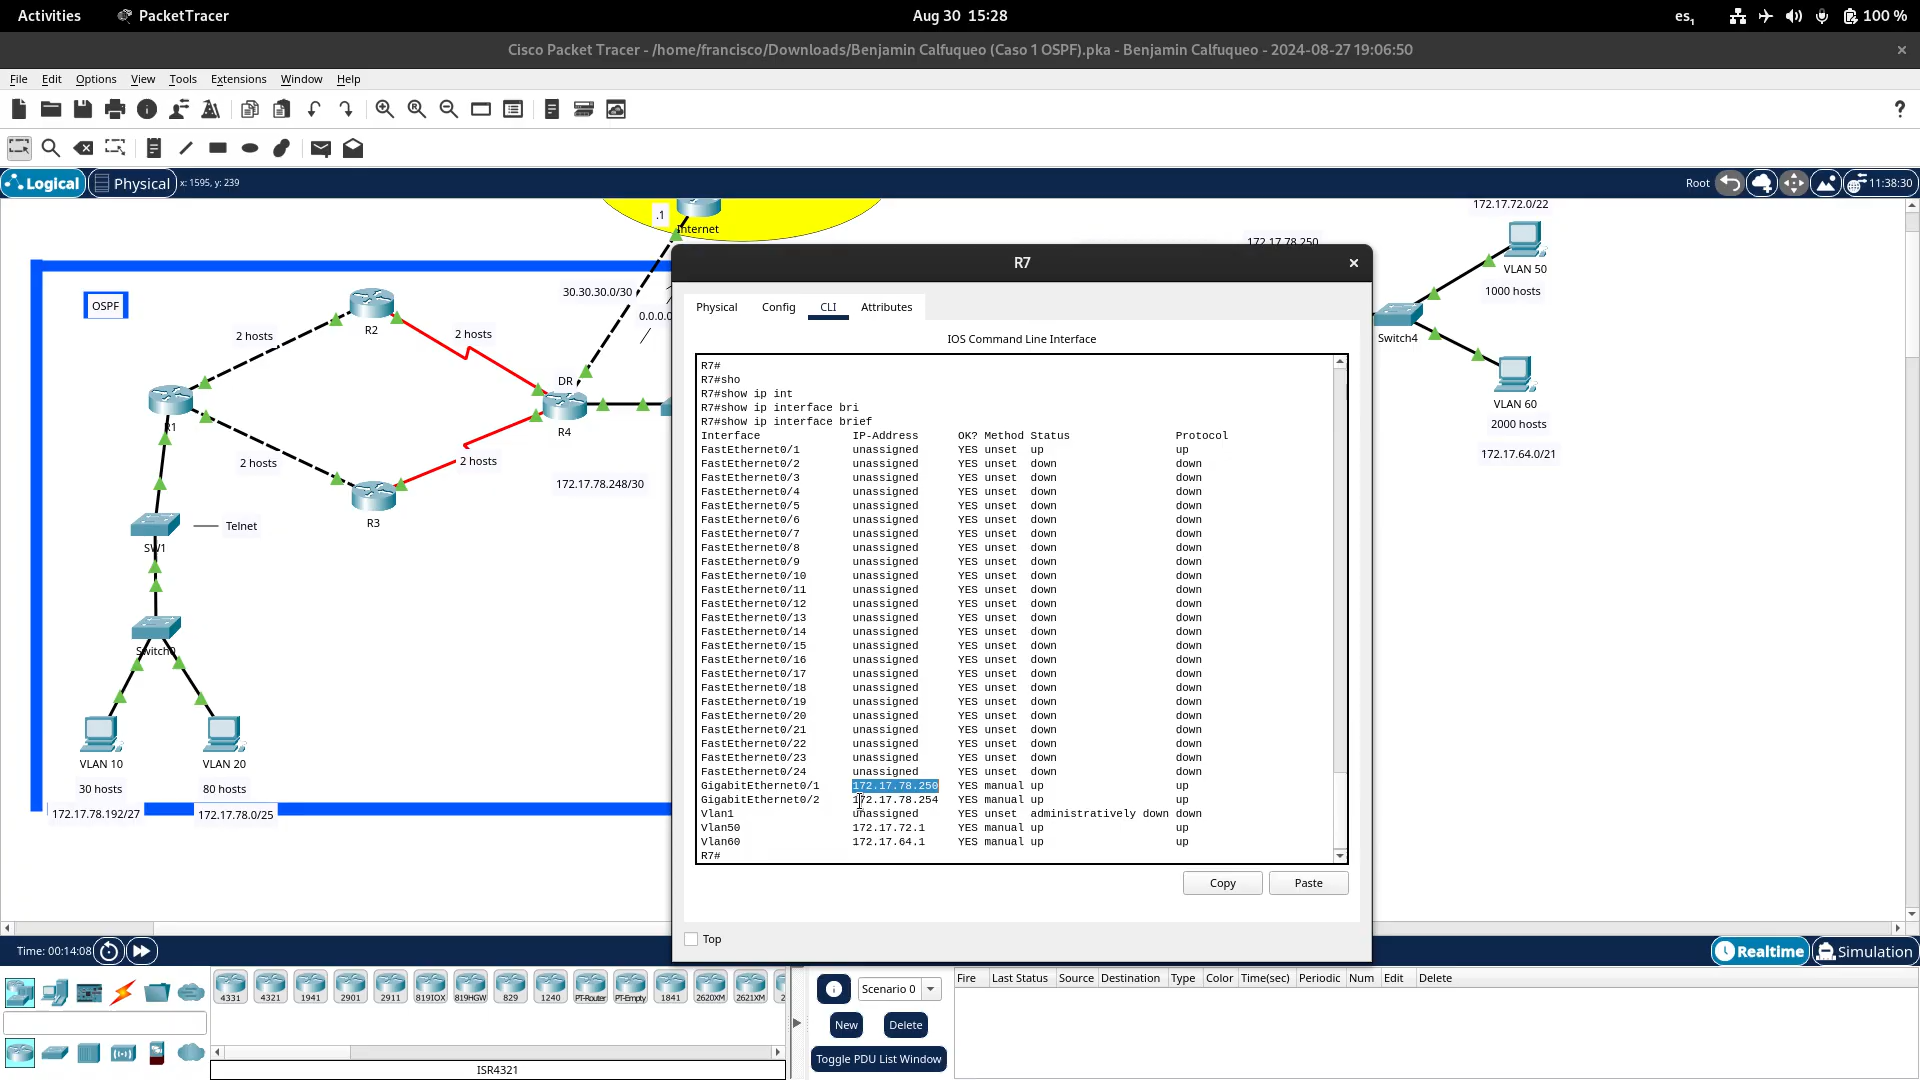 Activities PacketTracer Aug 30 15:28 es1 100 %
Cisco Packet Tracer - /home/francisco/Downloads/Benjamin Calfuqueo (Caso 1 OSPF).pka - Benjamin Calfuqueo - 2024-08-27 19:06:50
File Edit Options View Tools Extensions Window Help
Logical Physical x: 1595, y: 239 Root 11:38:30
172.17.72.0/22
.1
Internet
172.17.78.250
VLAN 50
1000 hosts
Switch4
VLAN 60
2000 hosts
172.17.64.0/21
OSPF
30.30.30.0/30
0.0.0.0
2 hosts
R2
2 hosts
DR
R1
R4
2 hosts
2 hosts
172.17.78.248/30
R3
Telnet
SW1
Switch0
VLAN 10
VLAN 20
30 hosts
80 hosts
172.17.78.192/27
172.17.78.0/25
R7
Physical Config CLI Attributes
IOS Command Line Interface
R7#
R7#sho
R7#show ip int
R7#show ip interface bri
R7#show ip interface brief
Interface IP-Address OK? Method Status Protocol
FastEthernet0/1 unassigned YES unset up up
FastEthernet0/2 unassigned YES unset down down
FastEthernet0/3 unassigned YES unset down down
FastEthernet0/4 unassigned YES unset down down
FastEthernet0/5 unassigned YES unset down down
FastEthernet0/6 unassigned YES unset down down
FastEthernet0/7 unassigned YES unset down down
FastEthernet0/8 unassigned YES unset down down
FastEthernet0/9 unassigned YES unset down down
FastEthernet0/10 unassigned YES unset down down
FastEthernet0/11 unassigned YES unset down down
FastEthernet0/12 unassigned YES unset down down
FastEthernet0/13 unassigned YES unset down down
FastEthernet0/14 unassigned YES unset down down
FastEthernet0/15 unassigned YES unset down down
FastEthernet0/16 unassigned YES unset down down
FastEthernet0/17 unassigned YES unset down down
FastEthernet0/18 unassigned YES unset down down
FastEthernet0/19 unassigned YES unset down down
FastEthernet0/20 unassigned YES unset down down
FastEthernet0/21 unassigned YES unset down down
FastEthernet0/22 unassigned YES unset down down
FastEthernet0/23 unassigned YES unset down down
FastEthernet0/24 unassigned YES unset down down
GigabitEthernet0/1 172.17.78.250 YES manual up up
GigabitEthernet0/2 172.17.78.254 YES manual up up
Vlan1 unassigned YES unset administratively down down
Vlan50 172.17.72.1 YES manual up up
Vlan60 172.17.64.1 YES manual up up
R7#
Copy Paste
Top
Time: 00:14:08 Realtime Simulation
4331 4321 1941 2901 2911 819IOX 819HGW 829 1240 PT-Router PT-Empty 1841 2620XM 2621XM 2
ISR4321
Scenario 0
New Delete
Toggle PDU List Window
Fire Last Status Source Destination Type Color Time(sec) Periodic Num Edit Delete